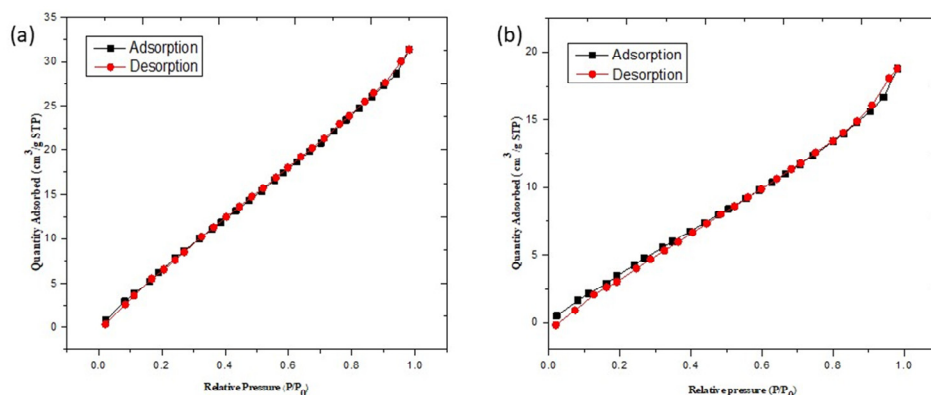 (a)
35
30
25
20
15
10
5
0
Quantity Adsorbed (cm3/g STP)
Adsorption
Desorption
0.0 0.2 0.4 0.6 0.8 1.0
Relative Pressure (P/P0)
(b)
20
15
10
5
0
Quantity Adsorbed (cm3/g STP)
Adsorption
Desorption
0.0 0.2 0.4 0.6 0.8 1.0
Relative pressure (P/P0)